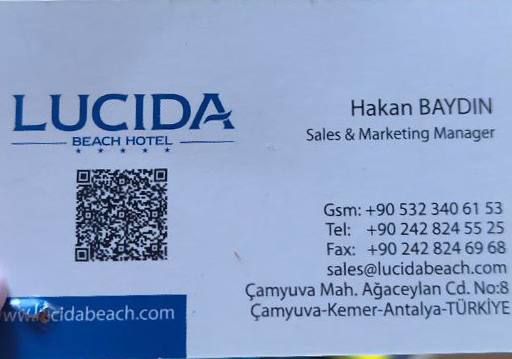 LUCIDA
BEACH HOTEL
Hakan BAYDIN
Sales & Marketing Manager
Gsm: +90 532 340 61 53
Tel: +90 242 824 55 25
Fax: +90 242 824 69 68
sales@lucidabeach.com
Çamyuva Mah. Ağaceylan Cd. No:8
Çamyuva-Kemer-Antalya-TÜRKİYE
www.lucidabeach.com